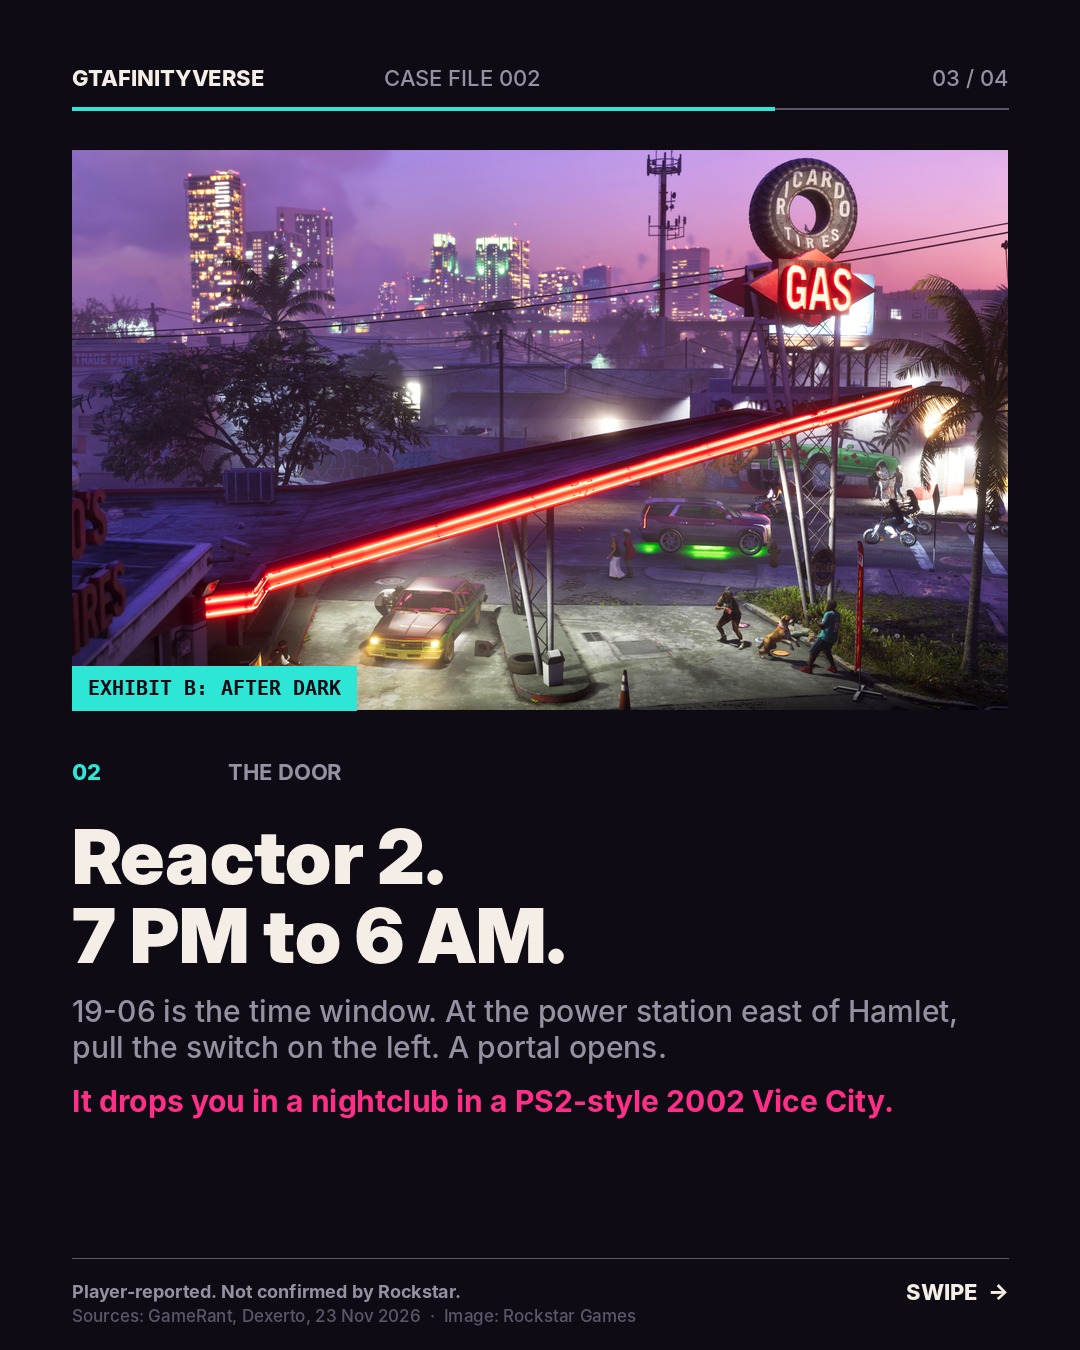 GTAFINITYVERSE
CASE FILE 002
03 / 04
RICARDO
TIRES
GAS
EXHIBIT B: AFTER DARK
02
THE DOOR
Reactor 2.
7 PM to 6 AM.
19-06 is the time window. At the power station east of Hamlet,
pull the switch on the left. A portal opens.
It drops you in a nightclub in a PS2-style 2002 Vice City.
Player-reported. Not confirmed by Rockstar.
SWIPE →
Sources: GameRant, Dexerto, 23 Nov 2026 · Image: Rockstar Games